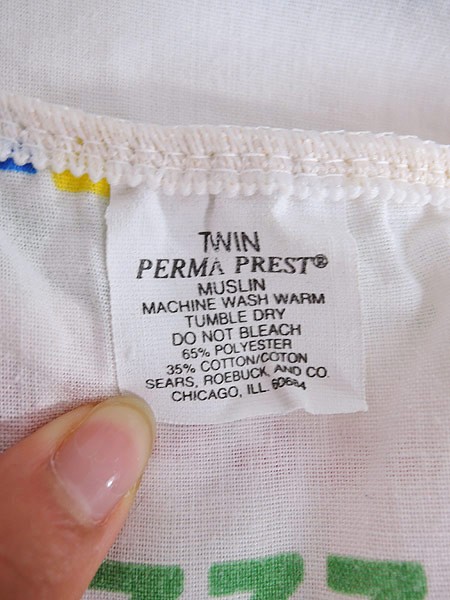 TWIN
PERMA PREST®
MUSLIN
MACHINE WASH WARM
TUMBLE DRY
DO NOT BLEACH
65% POLYESTER
35% COTTON/COTON
SEARS, ROEBUCK AND CO.
CHICAGO, ILL. 60684